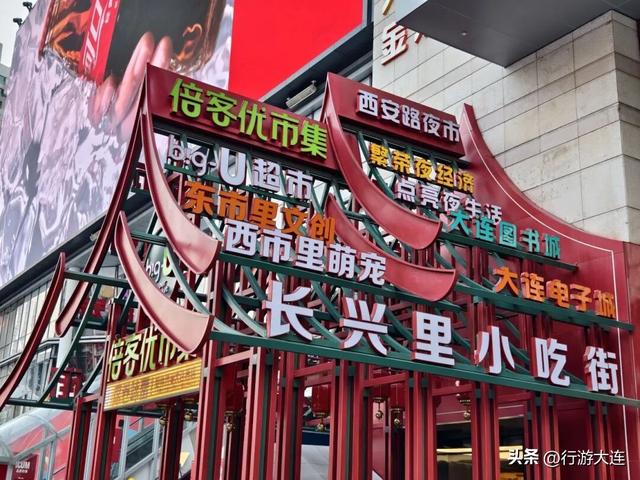 倍客优市集
西安路夜市
bg-U超市
繁荣夜经济
点亮夜生活
东市里文创
大连图书城
西市里萌宠
大连电子城
长兴里小吃街
倍客优市集
头条 @行游大连